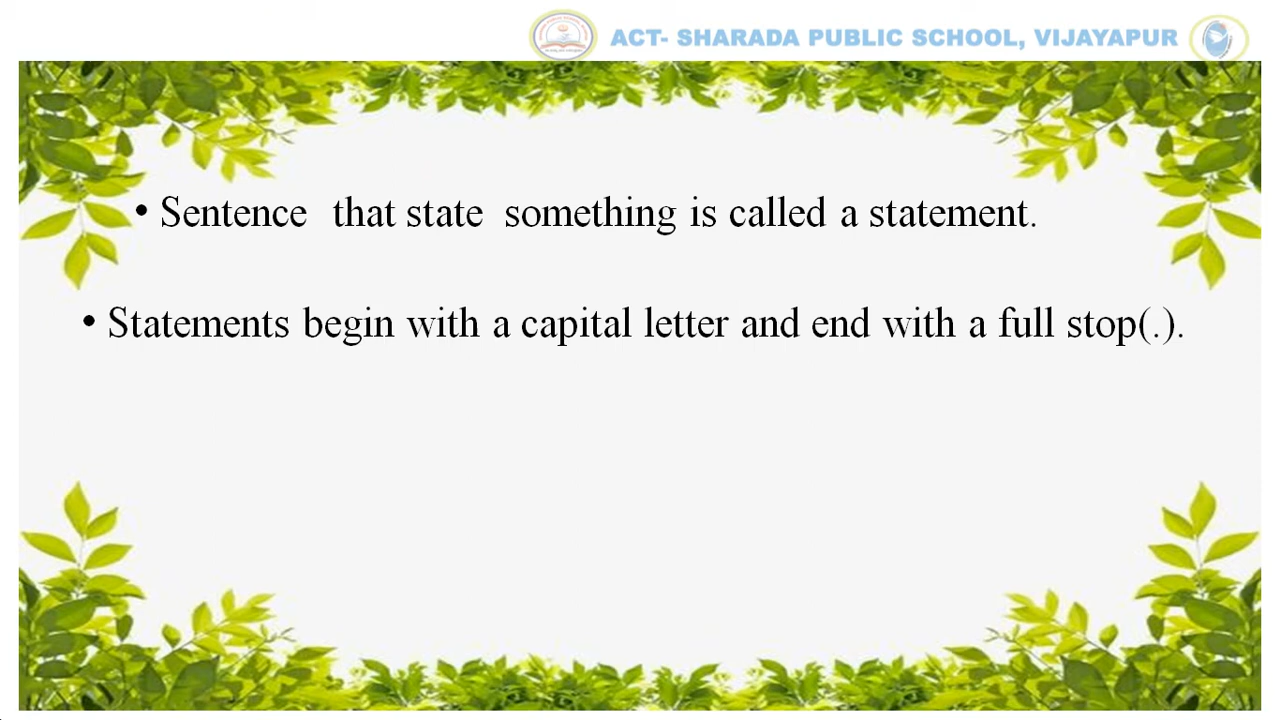 ACT- SHARADA PUBLIC SCHOOL, VIJAYAPUR
• Sentence that state something is called a statement.
• Statements begin with a capital letter and end with a full stop(.).